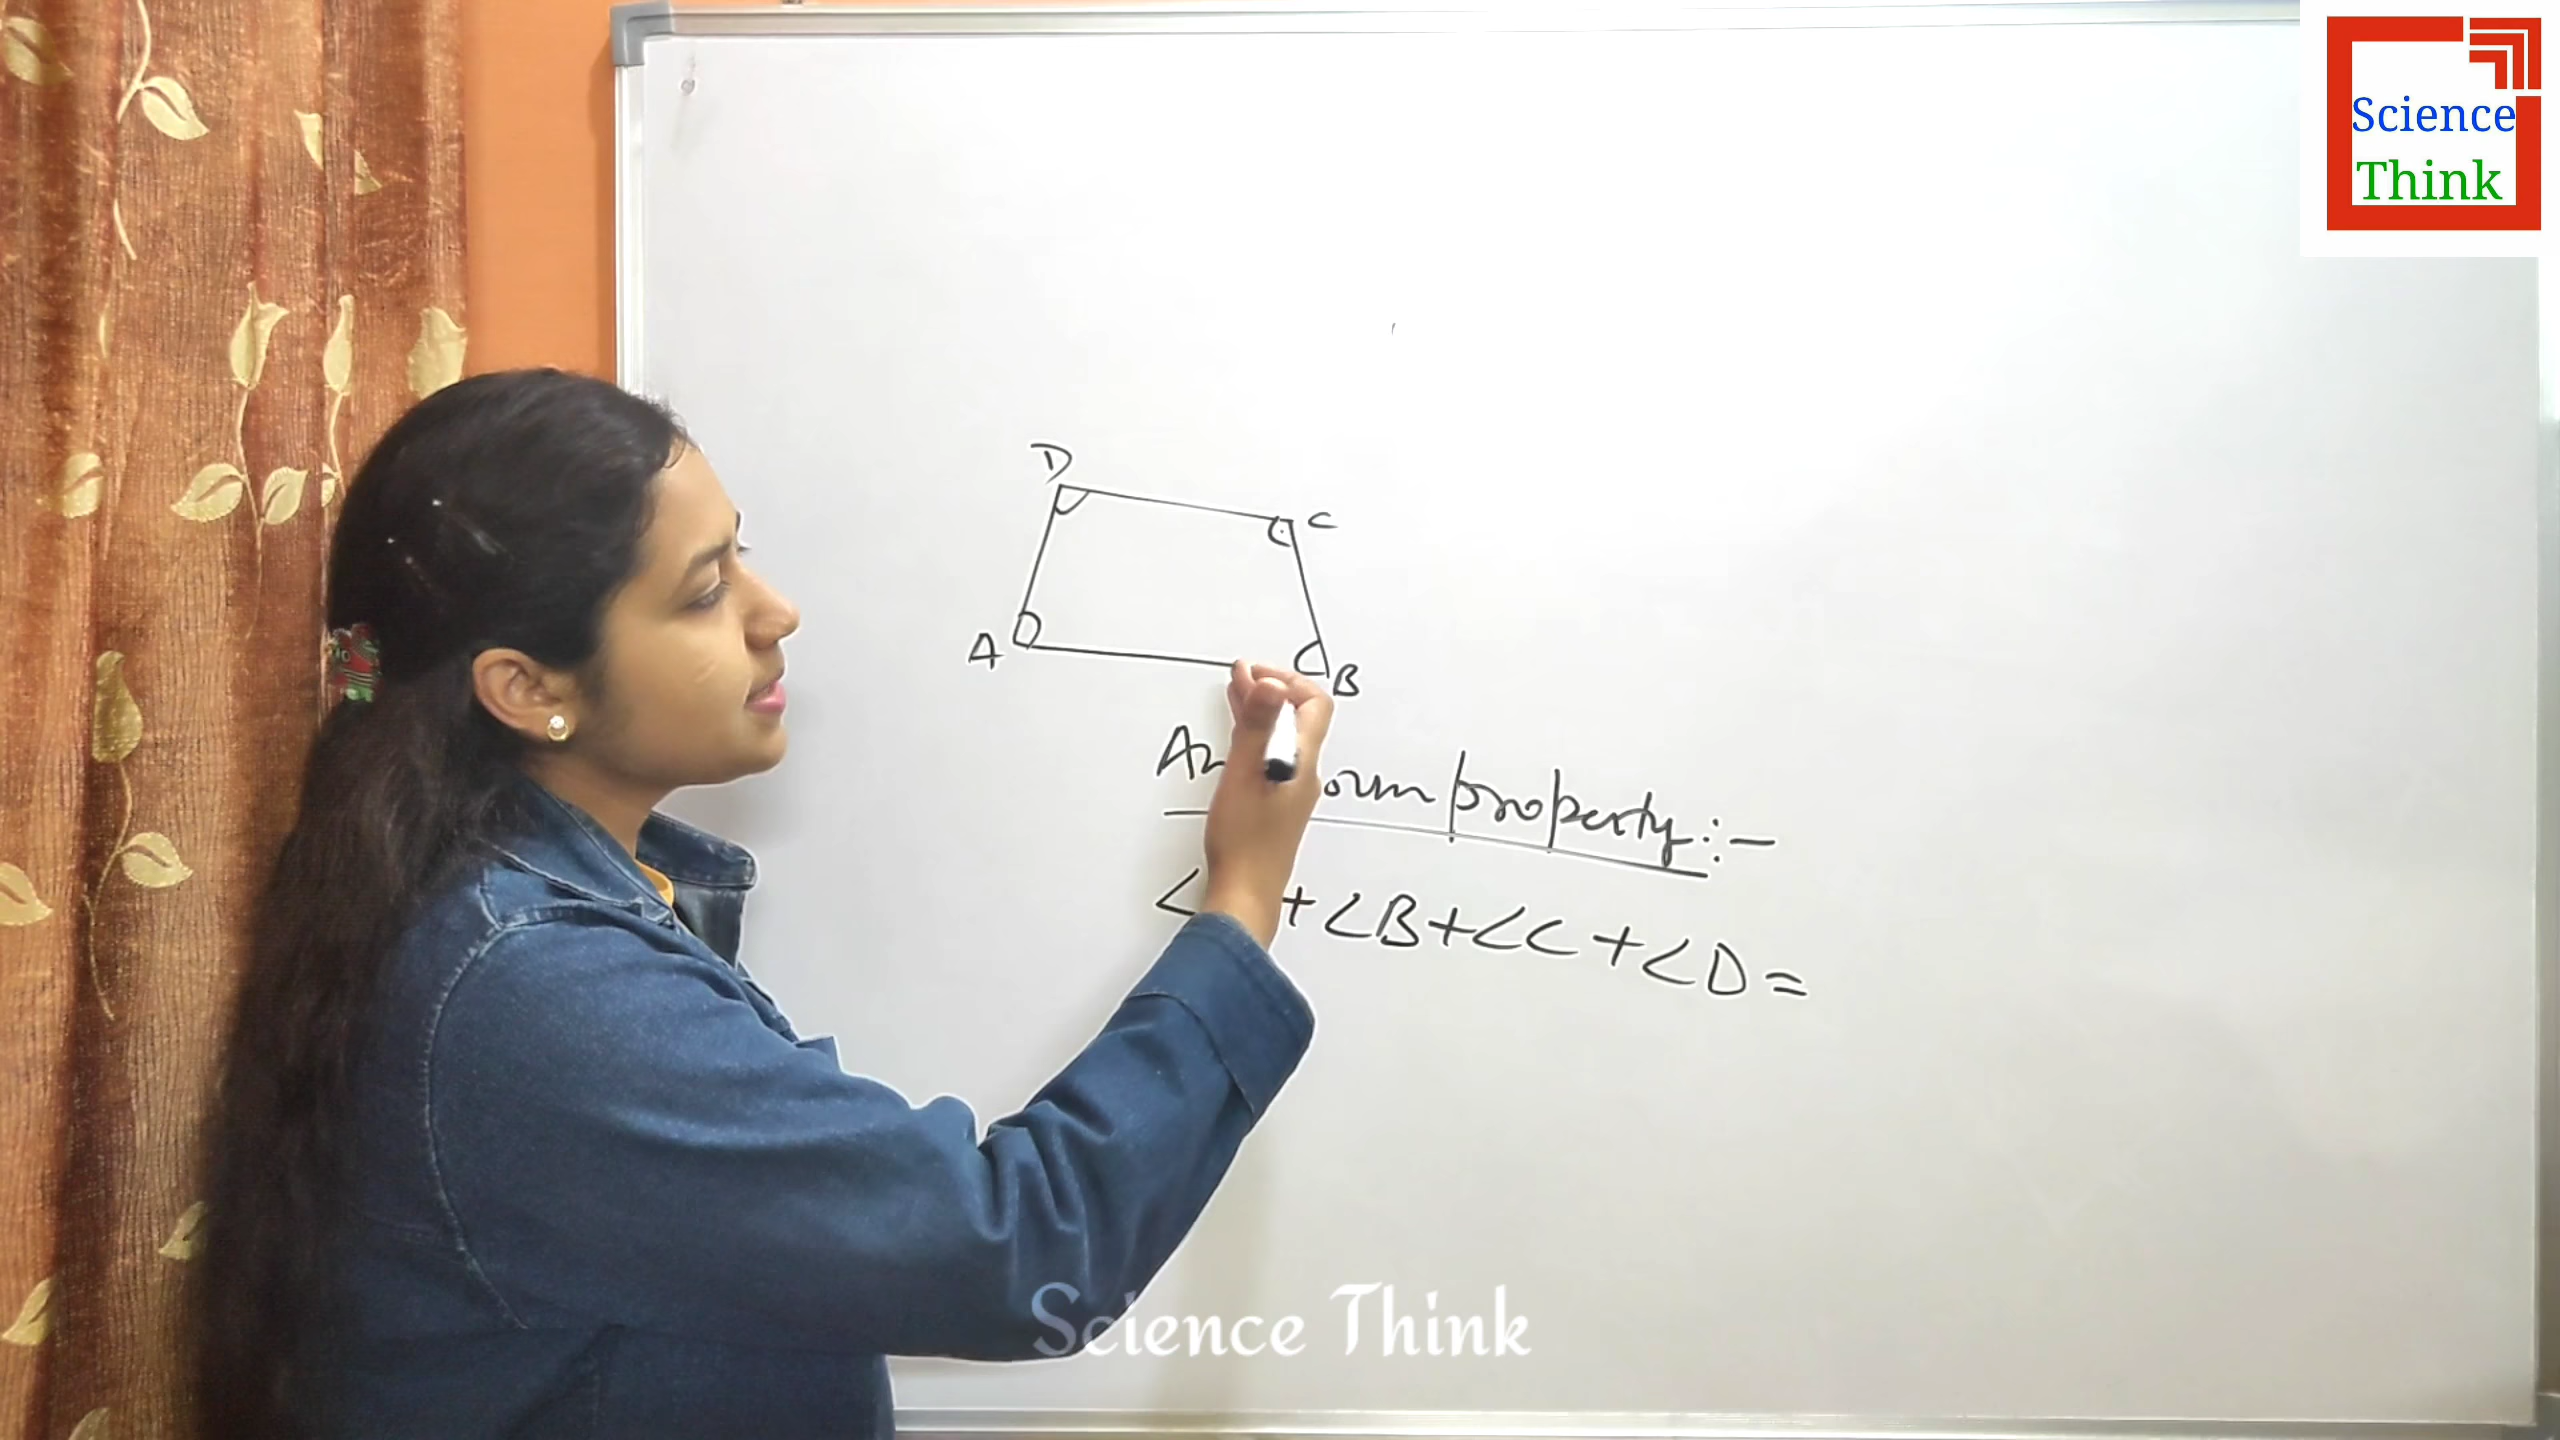 Science
Think
D
C
A
B
property:-
+∠B+∠C+∠D=
Science Think